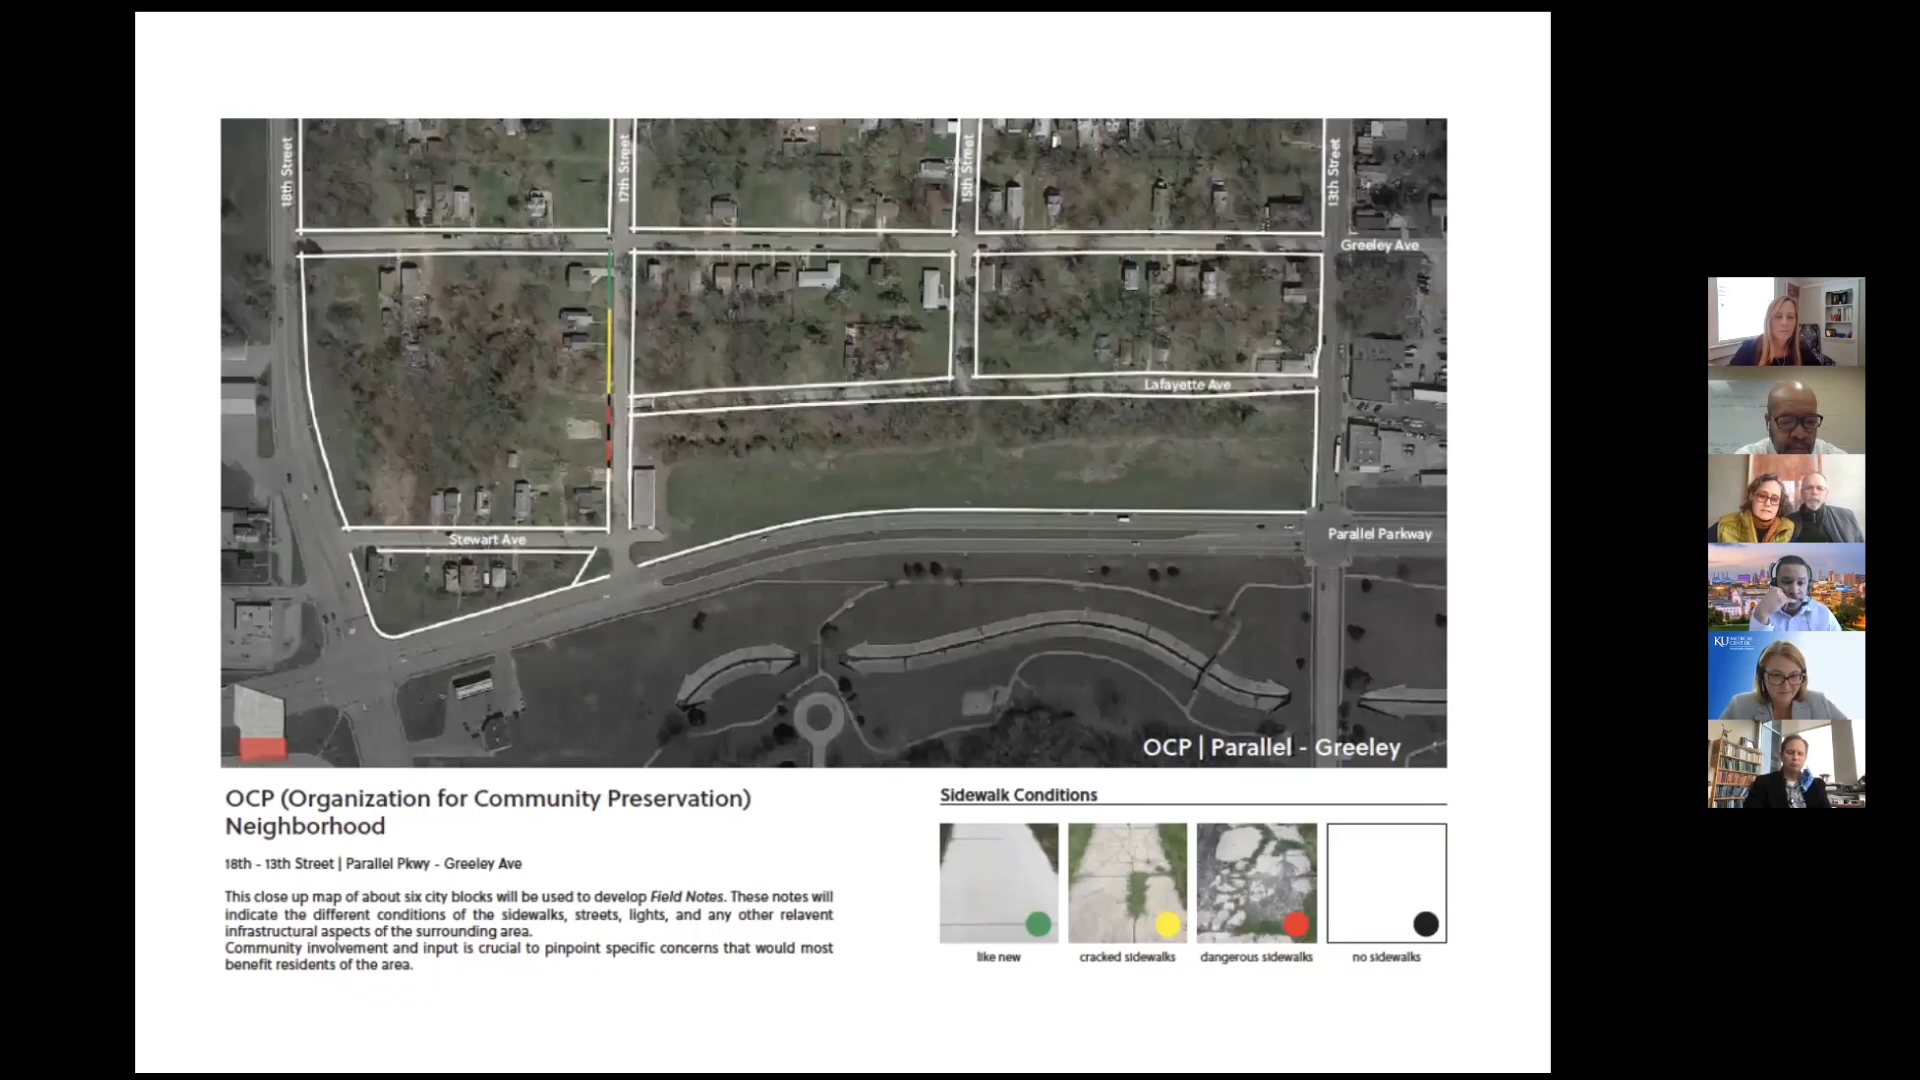 18th Street
17th Street
15th Street
13th Street
Greeley Ave
Lafayette Ave
Stewart Ave
Parallel Parkway
OCP | Parallel - Greeley
OCP (Organization for Community Preservation)
Neighborhood
18th - 13th Street | Parallel Pkwy - Greeley Ave
This close up map of about six city blocks will be used to develop Field Notes. These notes will
indicate the different conditions of the sidewalks, streets, lights, and any other relavent
infrastructural aspects of the surrounding area.
Community involvement and input is crucial to pinpoint specific concerns that would most
benefit residents of the area.
Sidewalk Conditions
like new
cracked sidewalks
dangerous sidewalks
no sidewalks
KU MEDICAL
CENTER